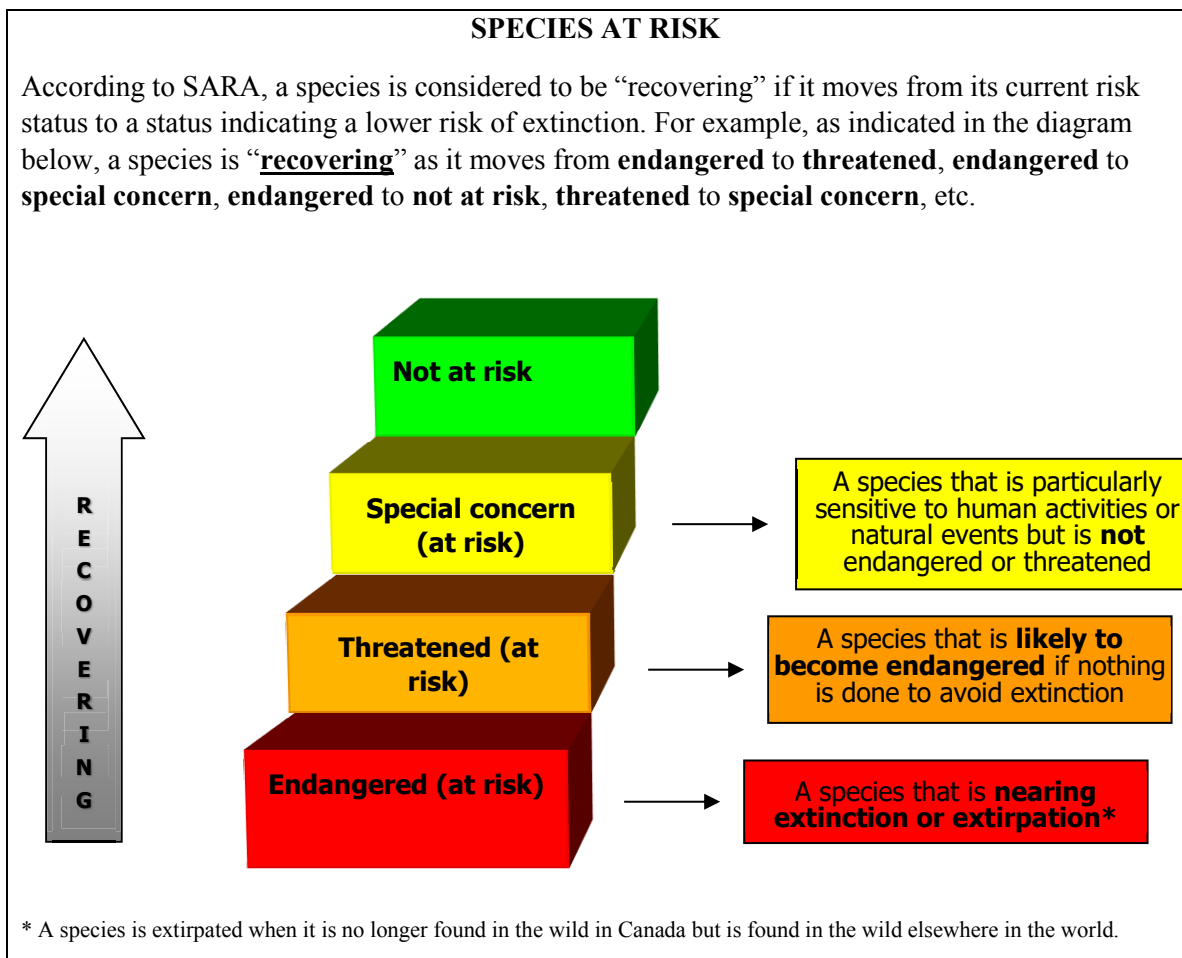 SPECIES AT RISK
According to SARA, a species is considered to be “recovering” if it moves from its current risk
status to a status indicating a lower risk of extinction. For example, as indicated in the diagram
below, a species is “recovering” as it moves from endangered to threatened, endangered to
special concern, endangered to not at risk, threatened to special concern, etc.
RECOVERING
Not at risk
Special concern
(at risk)
A species that is particularly
sensitive to human activities or
natural events but is not
endangered or threatened
Threatened (at
risk)
A species that is likely to
become endangered if nothing
is done to avoid extinction
Endangered (at risk)
A species that is nearing
extinction or extirpation*
* A species is extirpated when it is no longer found in the wild in Canada but is found in the wild elsewhere in the world.